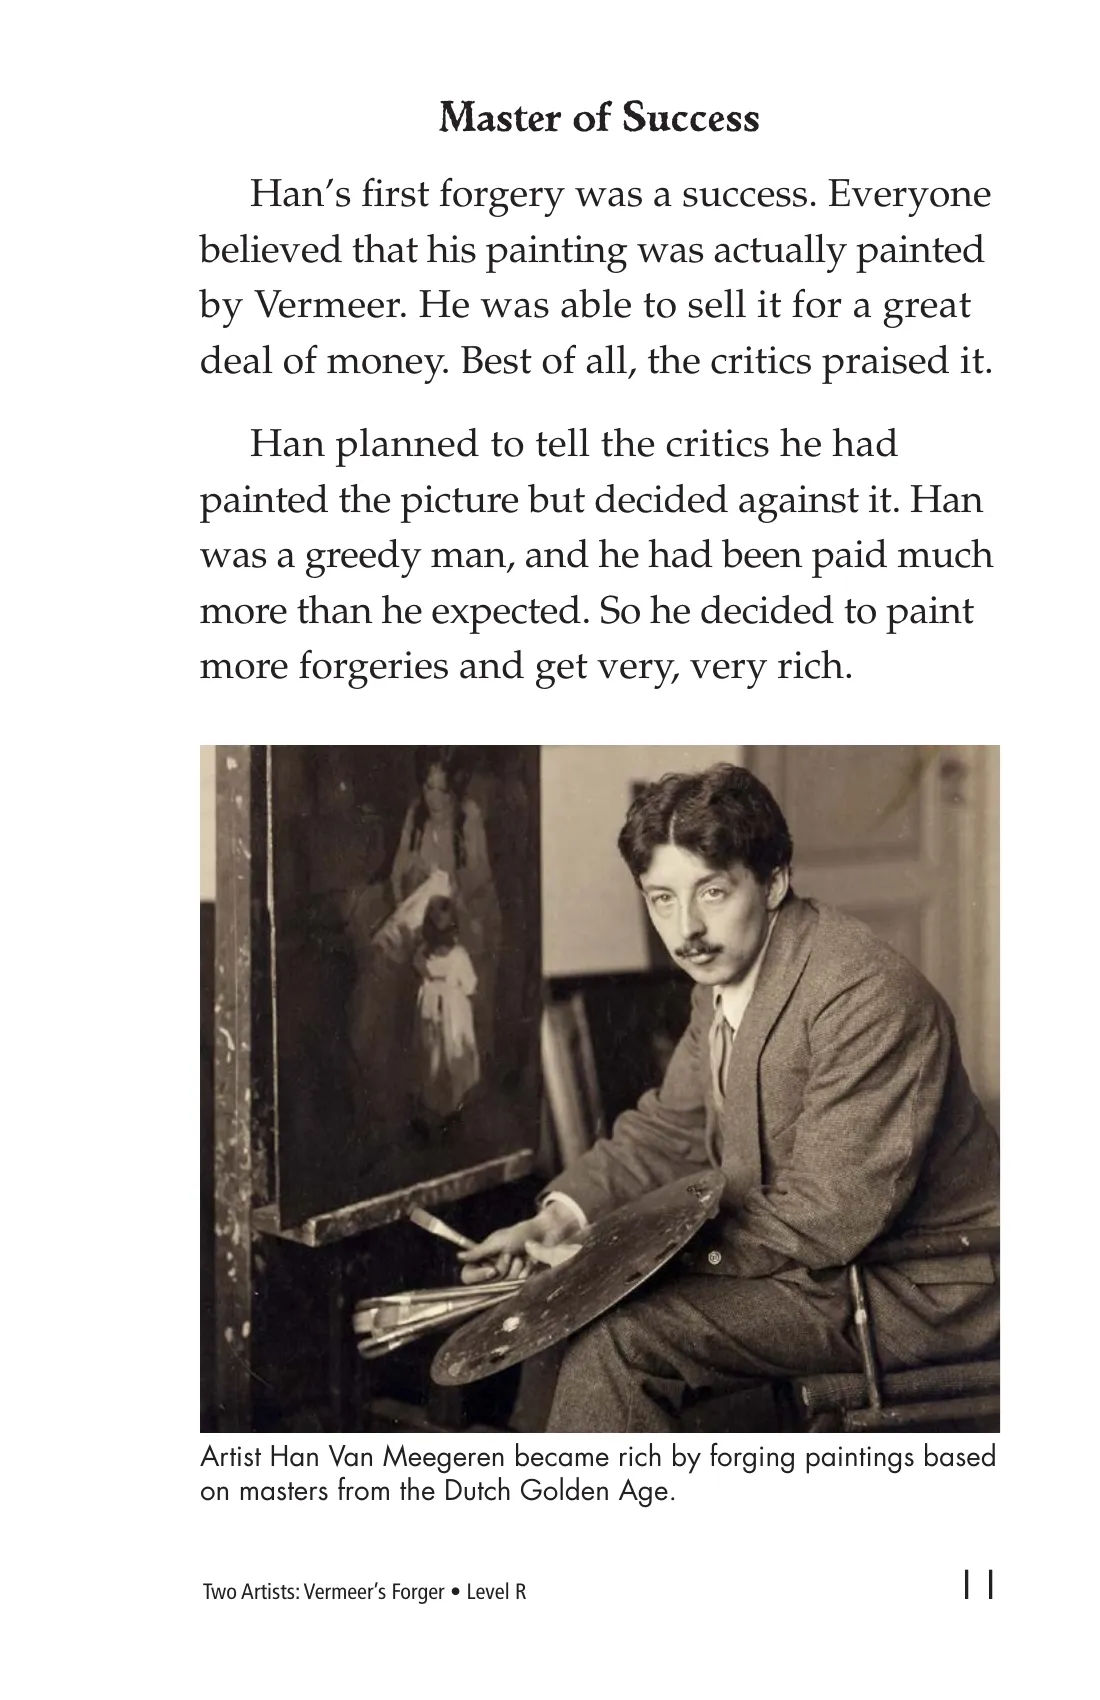 Master of Success
Han’s first forgery was a success. Everyone
believed that his painting was actually painted
by Vermeer. He was able to sell it for a great
deal of money. Best of all, the critics praised it.
Han planned to tell the critics he had
painted the picture but decided against it. Han
was a greedy man, and he had been paid much
more than he expected. So he decided to paint
more forgeries and get very, very rich.
Artist Han Van Meegeren became rich by forging paintings based
on masters from the Dutch Golden Age.
Two Artists: Vermeer’s Forger • Level R
11